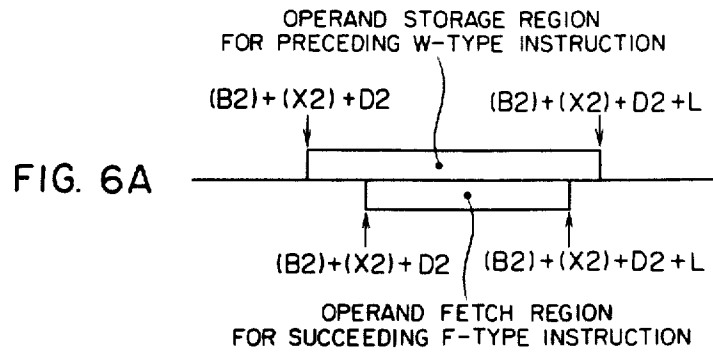 OPERAND STORAGE REGION
FOR PRECEDING W-TYPE INSTRUCTION
(B2)+(X2)+D2
(B2)+(X2)+D2+L
FIG. 6A
(B2)+(X2)+D2
(B2)+(X2)+D2+L
OPERAND FETCH REGION
FOR SUCCEEDING F-TYPE INSTRUCTION